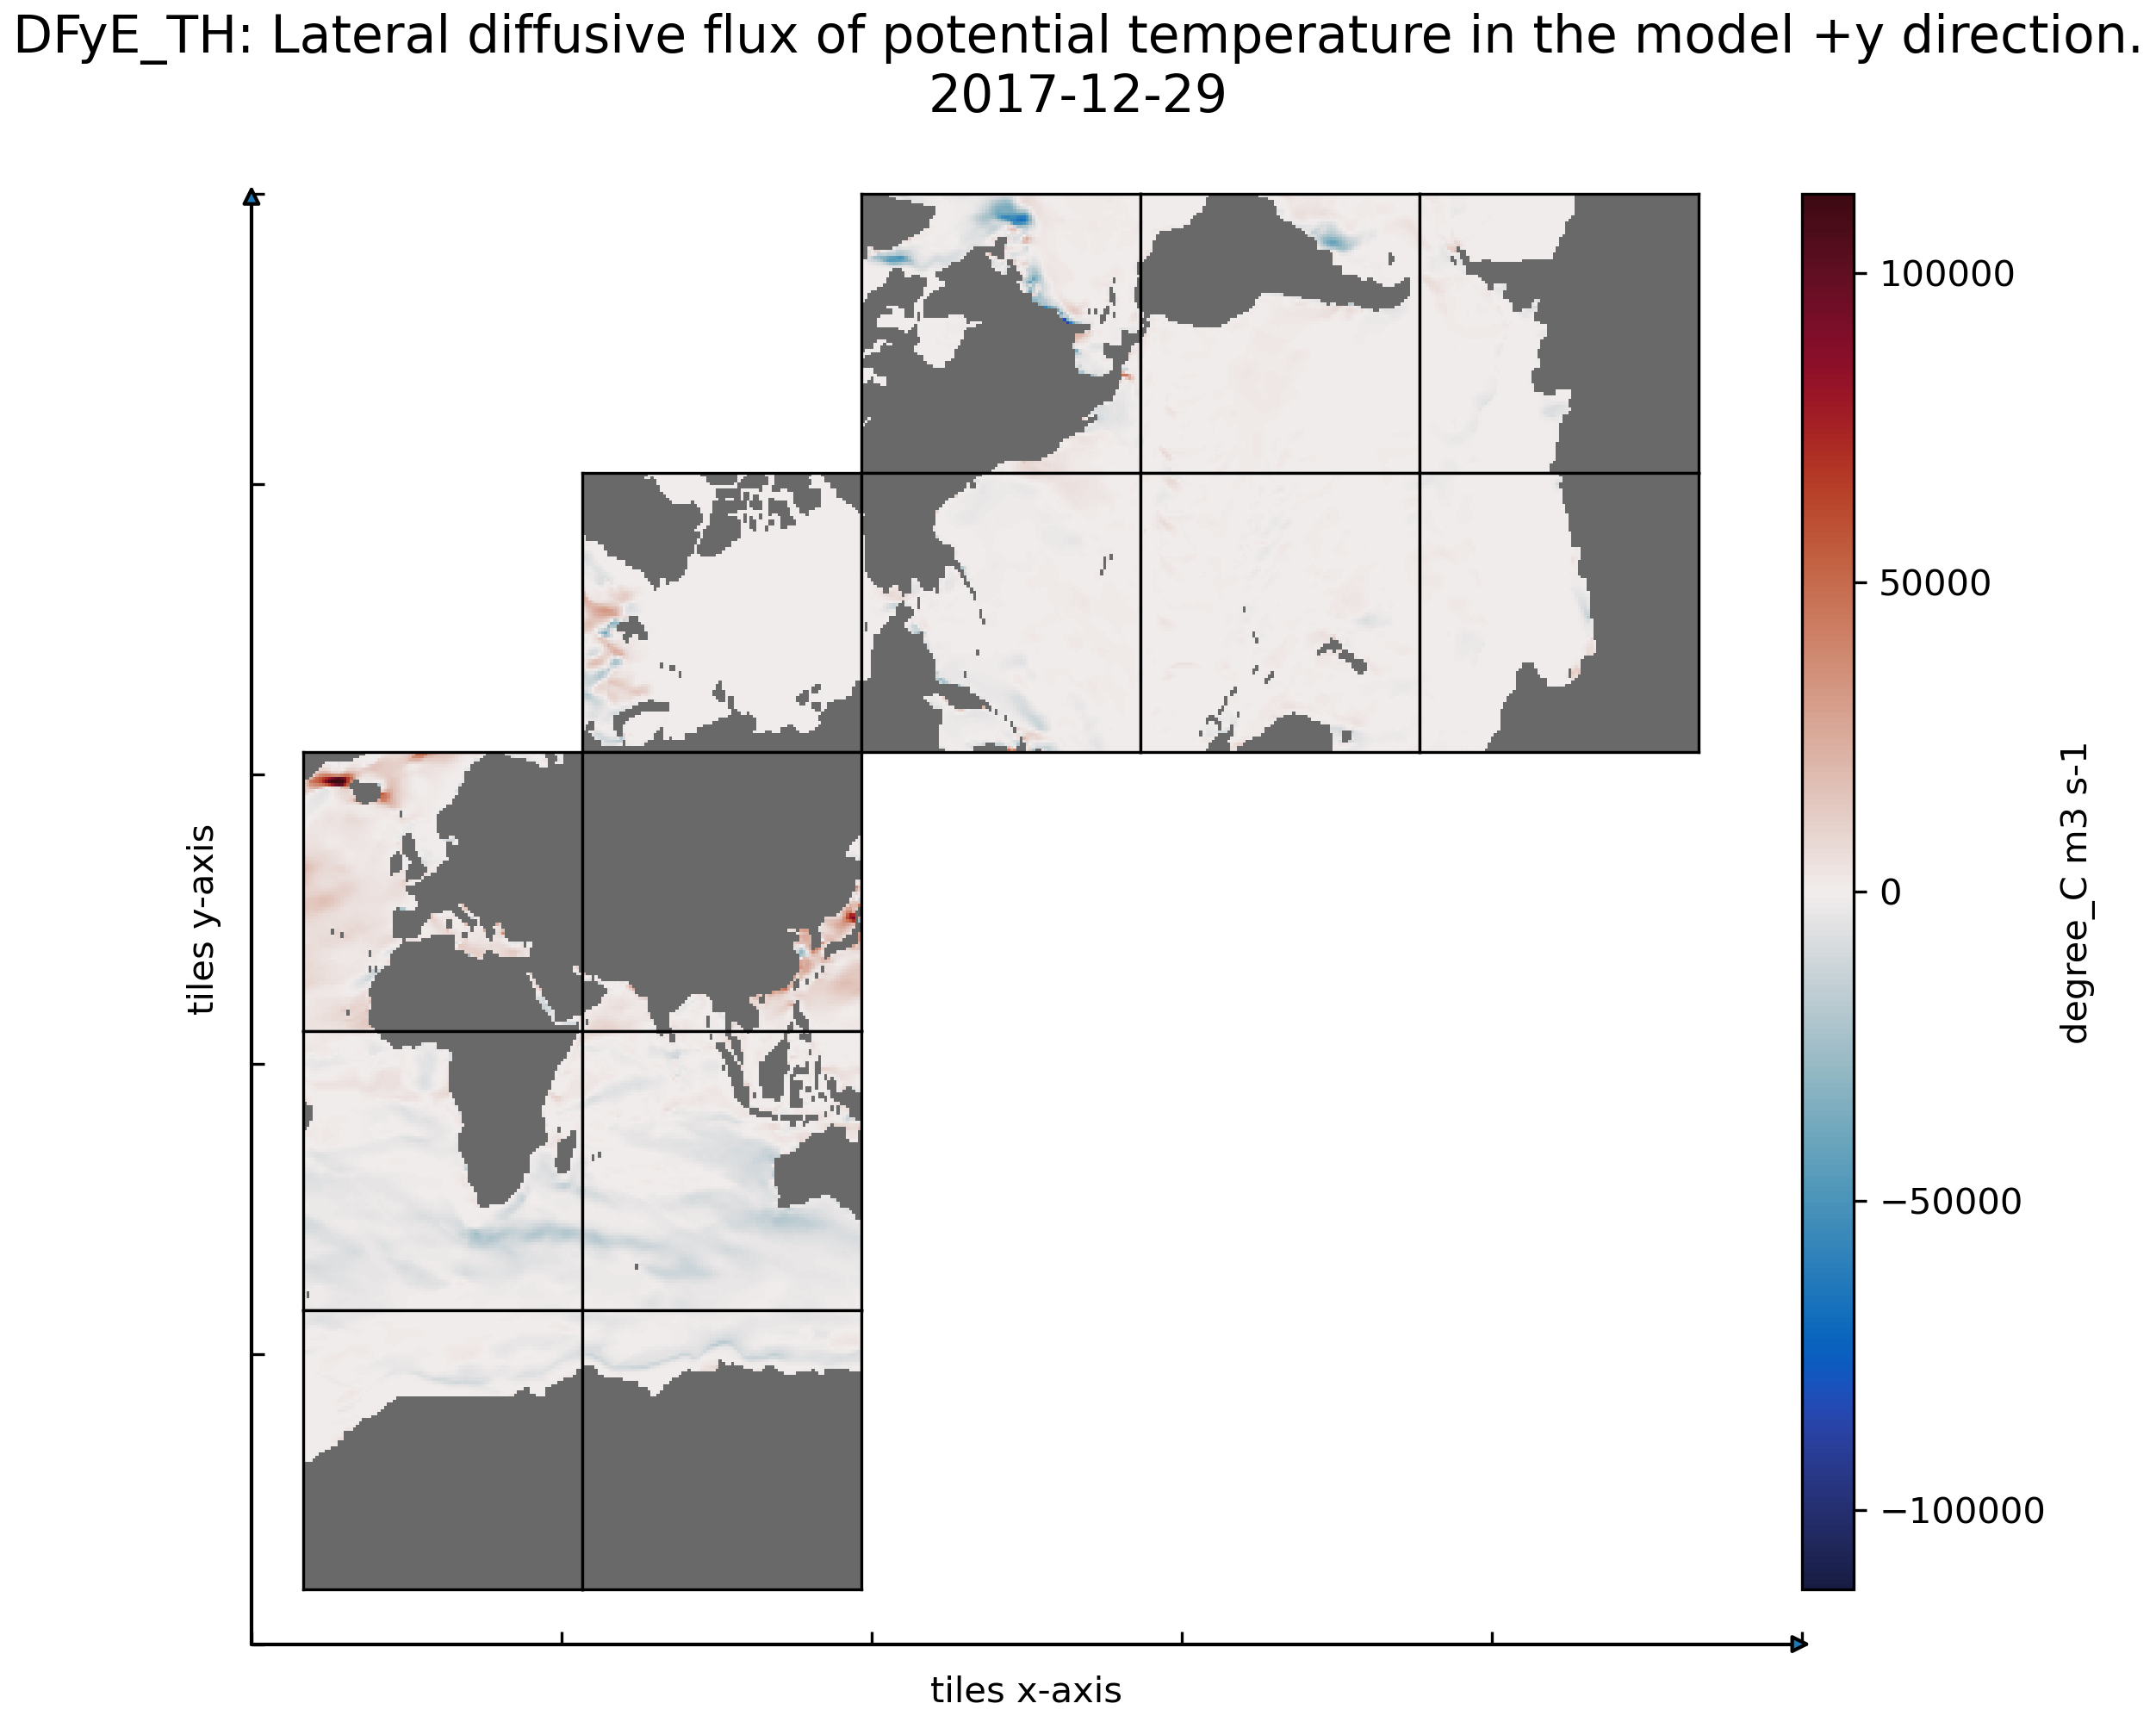 DFyE_TH: Lateral diffusive flux of potential temperature in the model +y direction.
2017-12-29
tiles y-axis
tiles x-axis
100000
50000
0
−50000
−100000
degree_C m3 s-1